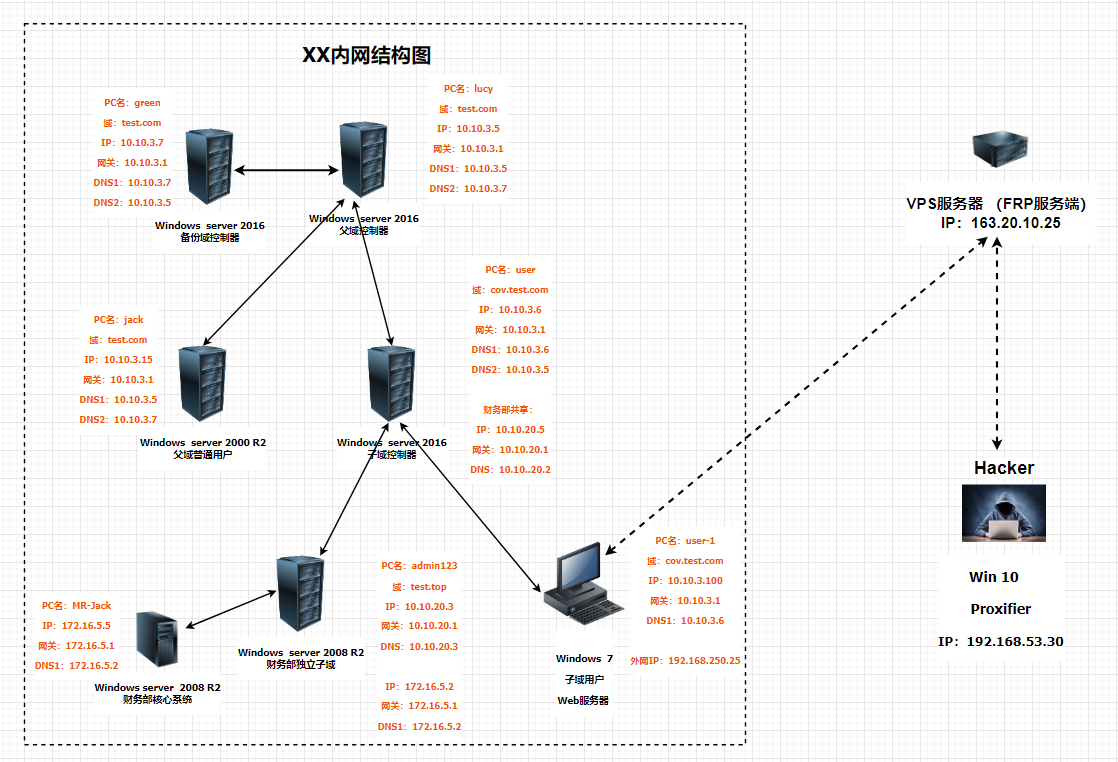 XX内网结构图
PC名：green
域：test.com
IP：10.10.3.7
网关：10.10.3.1
DNS1：10.10.3.7
DNS2：10.10.3.5
Windows server 2016
备份域控制器
PC名：lucy
域：test.com
IP：10.10.3.5
网关：10.10.3.1
DNS1：10.10.3.5
DNS2：10.10.3.7
Windows server 2016
父域控制器
VPS服务器 （FRP服务端）
IP：163.20.10.25
PC名：jack
域：test.com
IP：10.10.3.15
网关：10.10.3.1
DNS1：10.10.3.5
DNS2：10.10.3.7
Windows server 2000 R2
父域普通用户
PC名：user
域：cov.test.com
IP：10.10.3.6
网关：10.10.3.1
DNS1：10.10.3.6
DNS2：10.10.3.5
财务部共享：
IP：10.10.20.5
网关：10.10.20.1
DNS：10.10..20.2
Windows server 2016
子域控制器
Hacker
Win 10
Proxifier
IP：192.168.53.30
PC名：MR-Jack
IP：172.16.5.5
网关：172.16.5.1
DNS1：172.16.5.2
Windows server 2008 R2
财务部核心系统
PC名：admin123
域：test.top
IP：10.10.20.3
网关：10.10.20.1
DNS：10.10.20.3
IP：172.16.5.2
网关：172.16.5.1
DNS1：172.16.5.2
Windows server 2008 R2
财务部独立子域
PC名：user-1
域：cov.test.com
IP：10.10.3.100
网关：10.10.3.1
DNS1：10.10.3.6
外网IP：192.168.250.25
Windows 7
子域用户
Web服务器